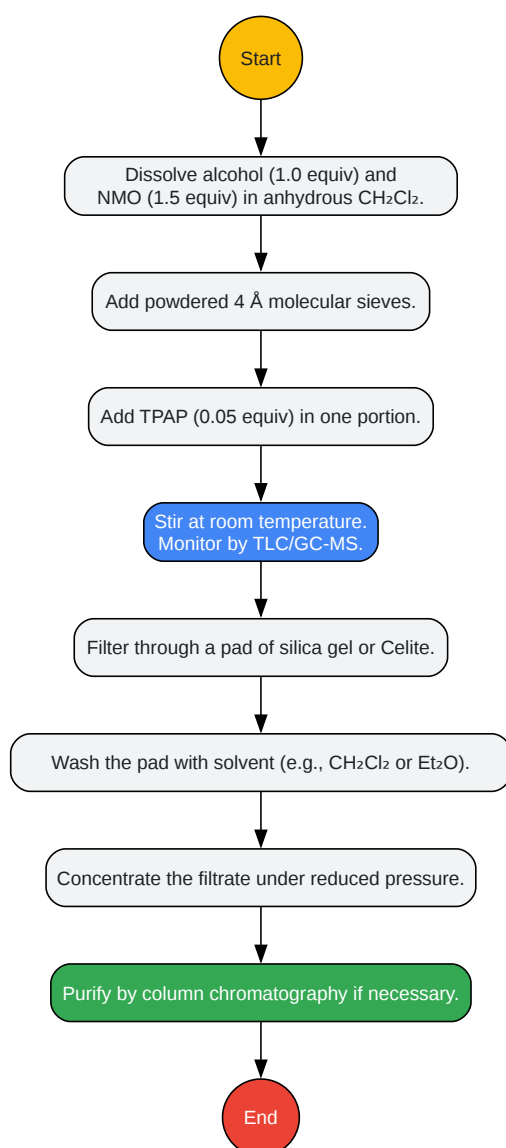 Start
Dissolve alcohol (1.0 equiv) and
NMO (1.5 equiv) in anhydrous CH₂Cl₂.
Add powdered 4 Å molecular sieves.
Add TPAP (0.05 equiv) in one portion.
Stir at room temperature.
Monitor by TLC/GC-MS.
Filter through a pad of silica gel or Celite.
Wash the pad with solvent (e.g., CH₂Cl₂ or Et₂O).
Concentrate the filtrate under reduced pressure.
Purify by column chromatography if necessary.
End